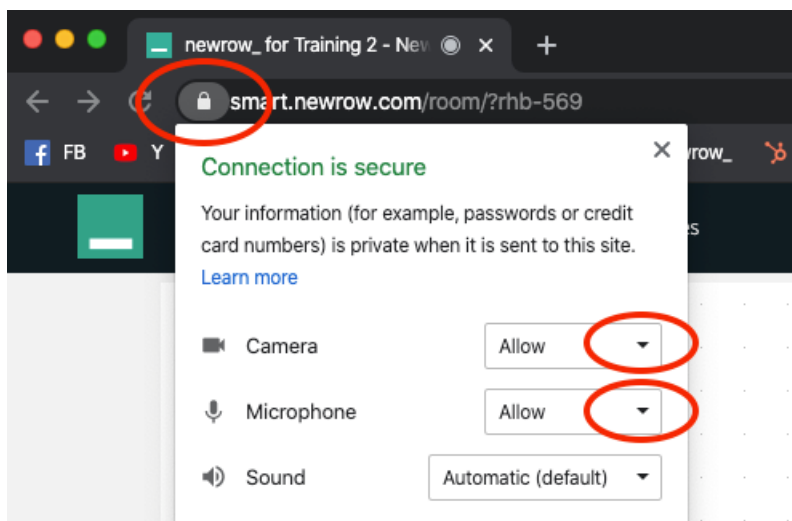 newrow_ for Training 2 - New
smart.newrow.com/room/?rhb-569
FB Y row_
Connection is secure
Your information (for example, passwords or credit
card numbers) is private when it is sent to this site.
Learn more
Camera Allow
Microphone Allow
Sound Automatic (default)